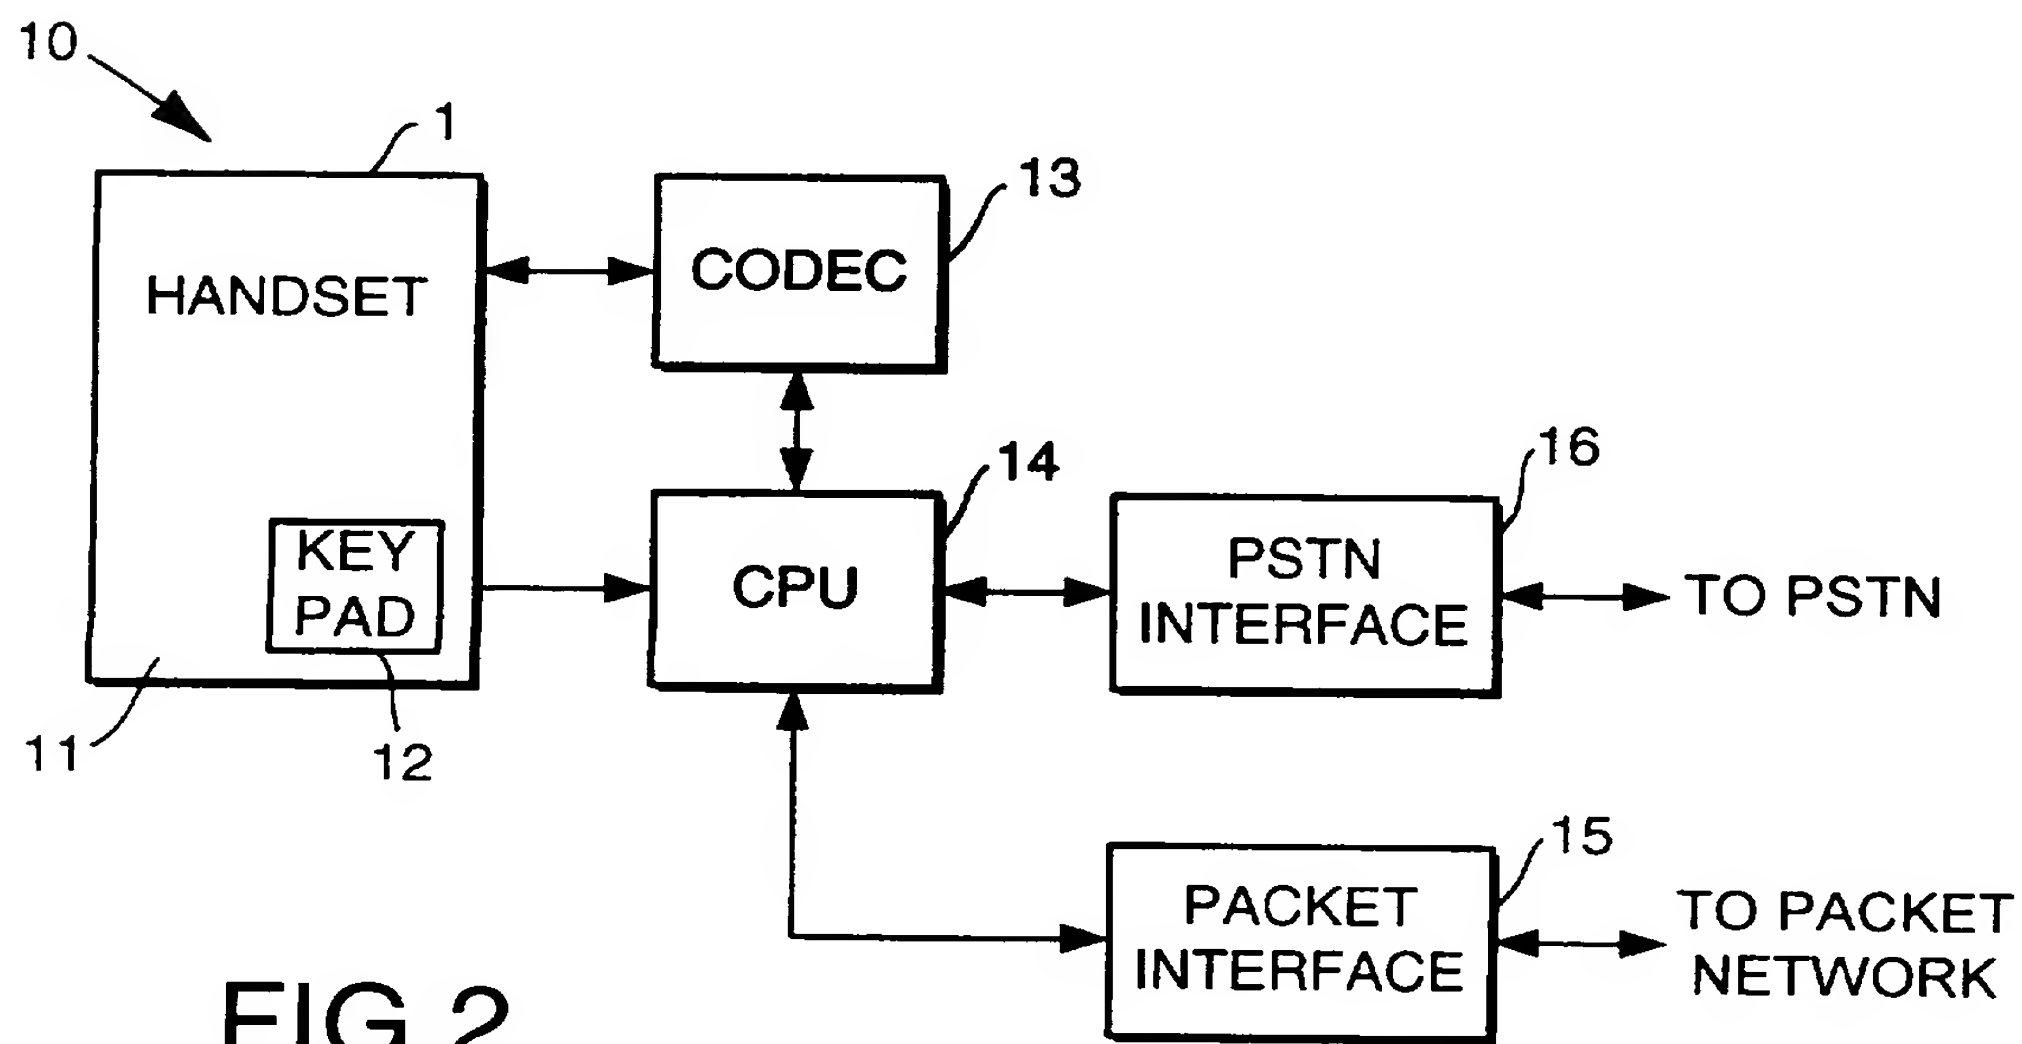 10
1
HANDSET
KEY
PAD
11
12
CODEC
13
CPU
14
PSTN
INTERFACE
16
TO PSTN
PACKET
INTERFACE
15
TO PACKET
NETWORK
FIG 2